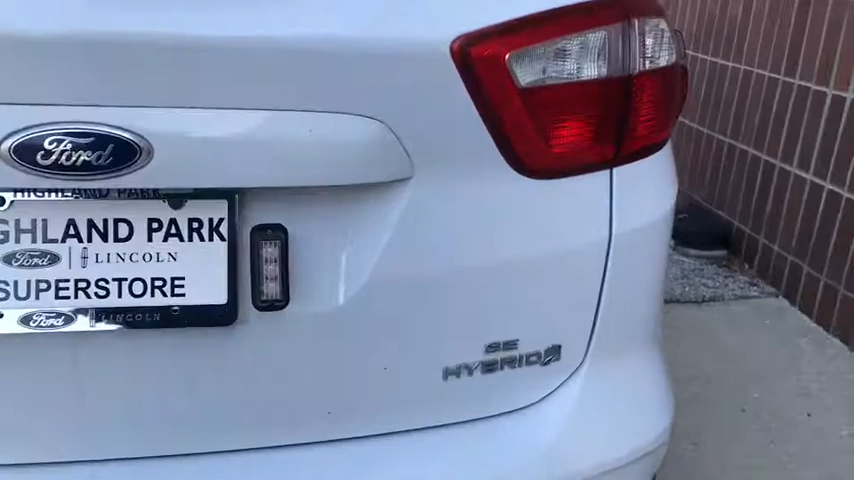 Ford
HIGHLAND PARK
GHLAND PARK
Ford | LINCOLN
SUPERSTORE
Ford | LINCOLN
SE
HYBRID